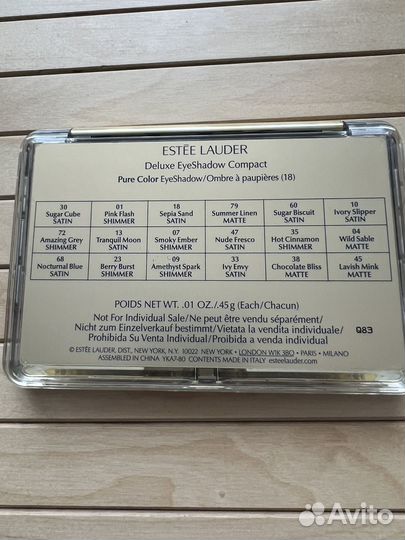 ESTĒE LAUDER
Deluxe EyeShadow Compact
Pure Color EyeShadow/Ombre à paupières (18)
30 01 18 79 60 10
Sugar Cube Pink Flash Sepia Sand Summer Linen Sugar Biscuit Ivory Slipper
SATIN SHIMMER SATIN MATTE SATIN SATIN
72 13 07 47 35 04
Amazing Grey Tranquil Moon Smoky Ember Nude Fresco Hot Cinnamon Wild Sable
SHIMMER SATIN SHIMMER SATIN SHIMMER MATTE
68 23 09 33 38 45
Nocturnal Blue Berry Burst Amethyst Spark Ivy Envy Chocolate Bliss Lavish Mink
SATIN SHIMMER SHIMMER SATIN MATTE MATTE
POIDS NET WT. .01 OZ./.45g (Each/Chacun)
Not For Individual Sale/Ne peut être vendu séparément/
Nicht zum Einzelverkauf bestimmt/Vietata la vendita individuale/
Prohibida Su Venta Individual/Proibida a venda individual
Q83
© ESTĒE LAUDER, DIST., NEW YORK, N.Y. 10022 NEW YORK • LONDON W1K 3BQ • PARIS • MILANO
ASSEMBLED IN CHINA YKA7-80 CONTENTS MADE IN ITALY esteelauder.com
Avito